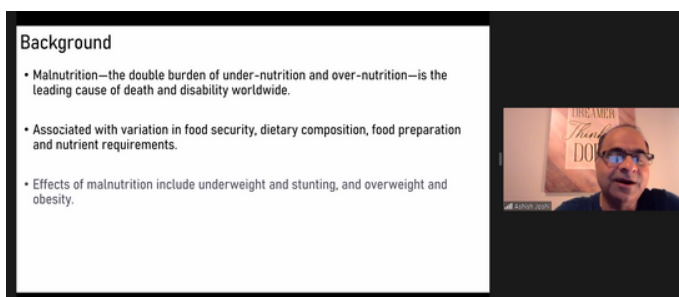 Background
• Malnutrition—the double burden of under-nutrition and over-nutrition—is the
leading cause of death and disability worldwide.
• Associated with variation in food security, dietary composition, food preparation
and nutrient requirements.
• Effects of malnutrition include underweight and stunting, and overweight and
obesity.
DREAMER
Think
DO
Ashish Joshi